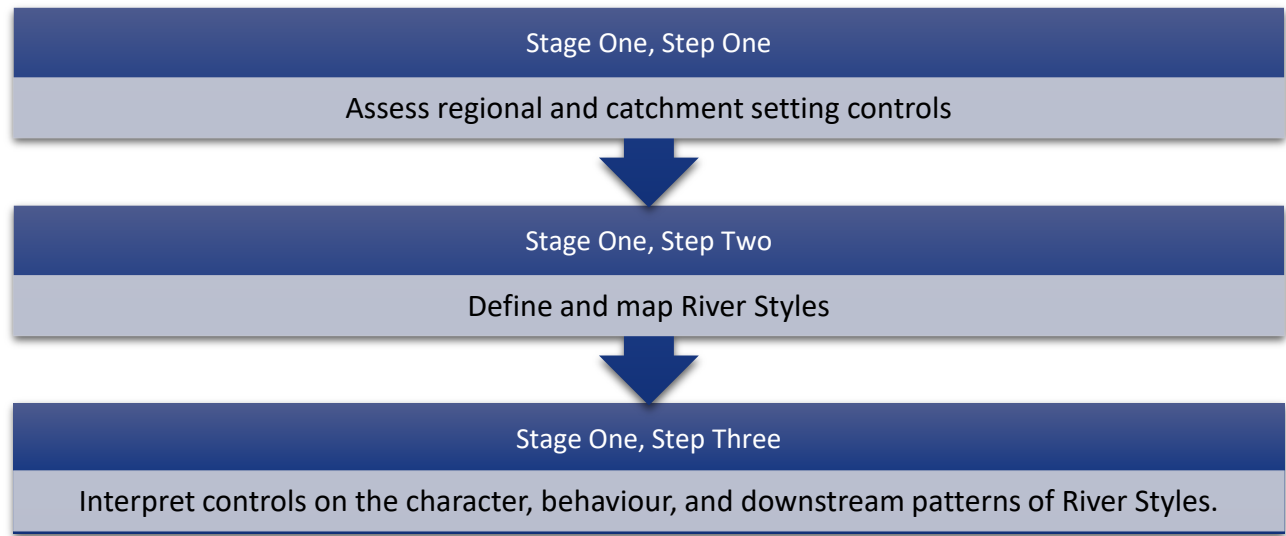 Stage One, Step One
Assess regional and catchment setting controls
Stage One, Step Two
Define and map River Styles
Stage One, Step Three
Interpret controls on the character, behaviour, and downstream patterns of River Styles.